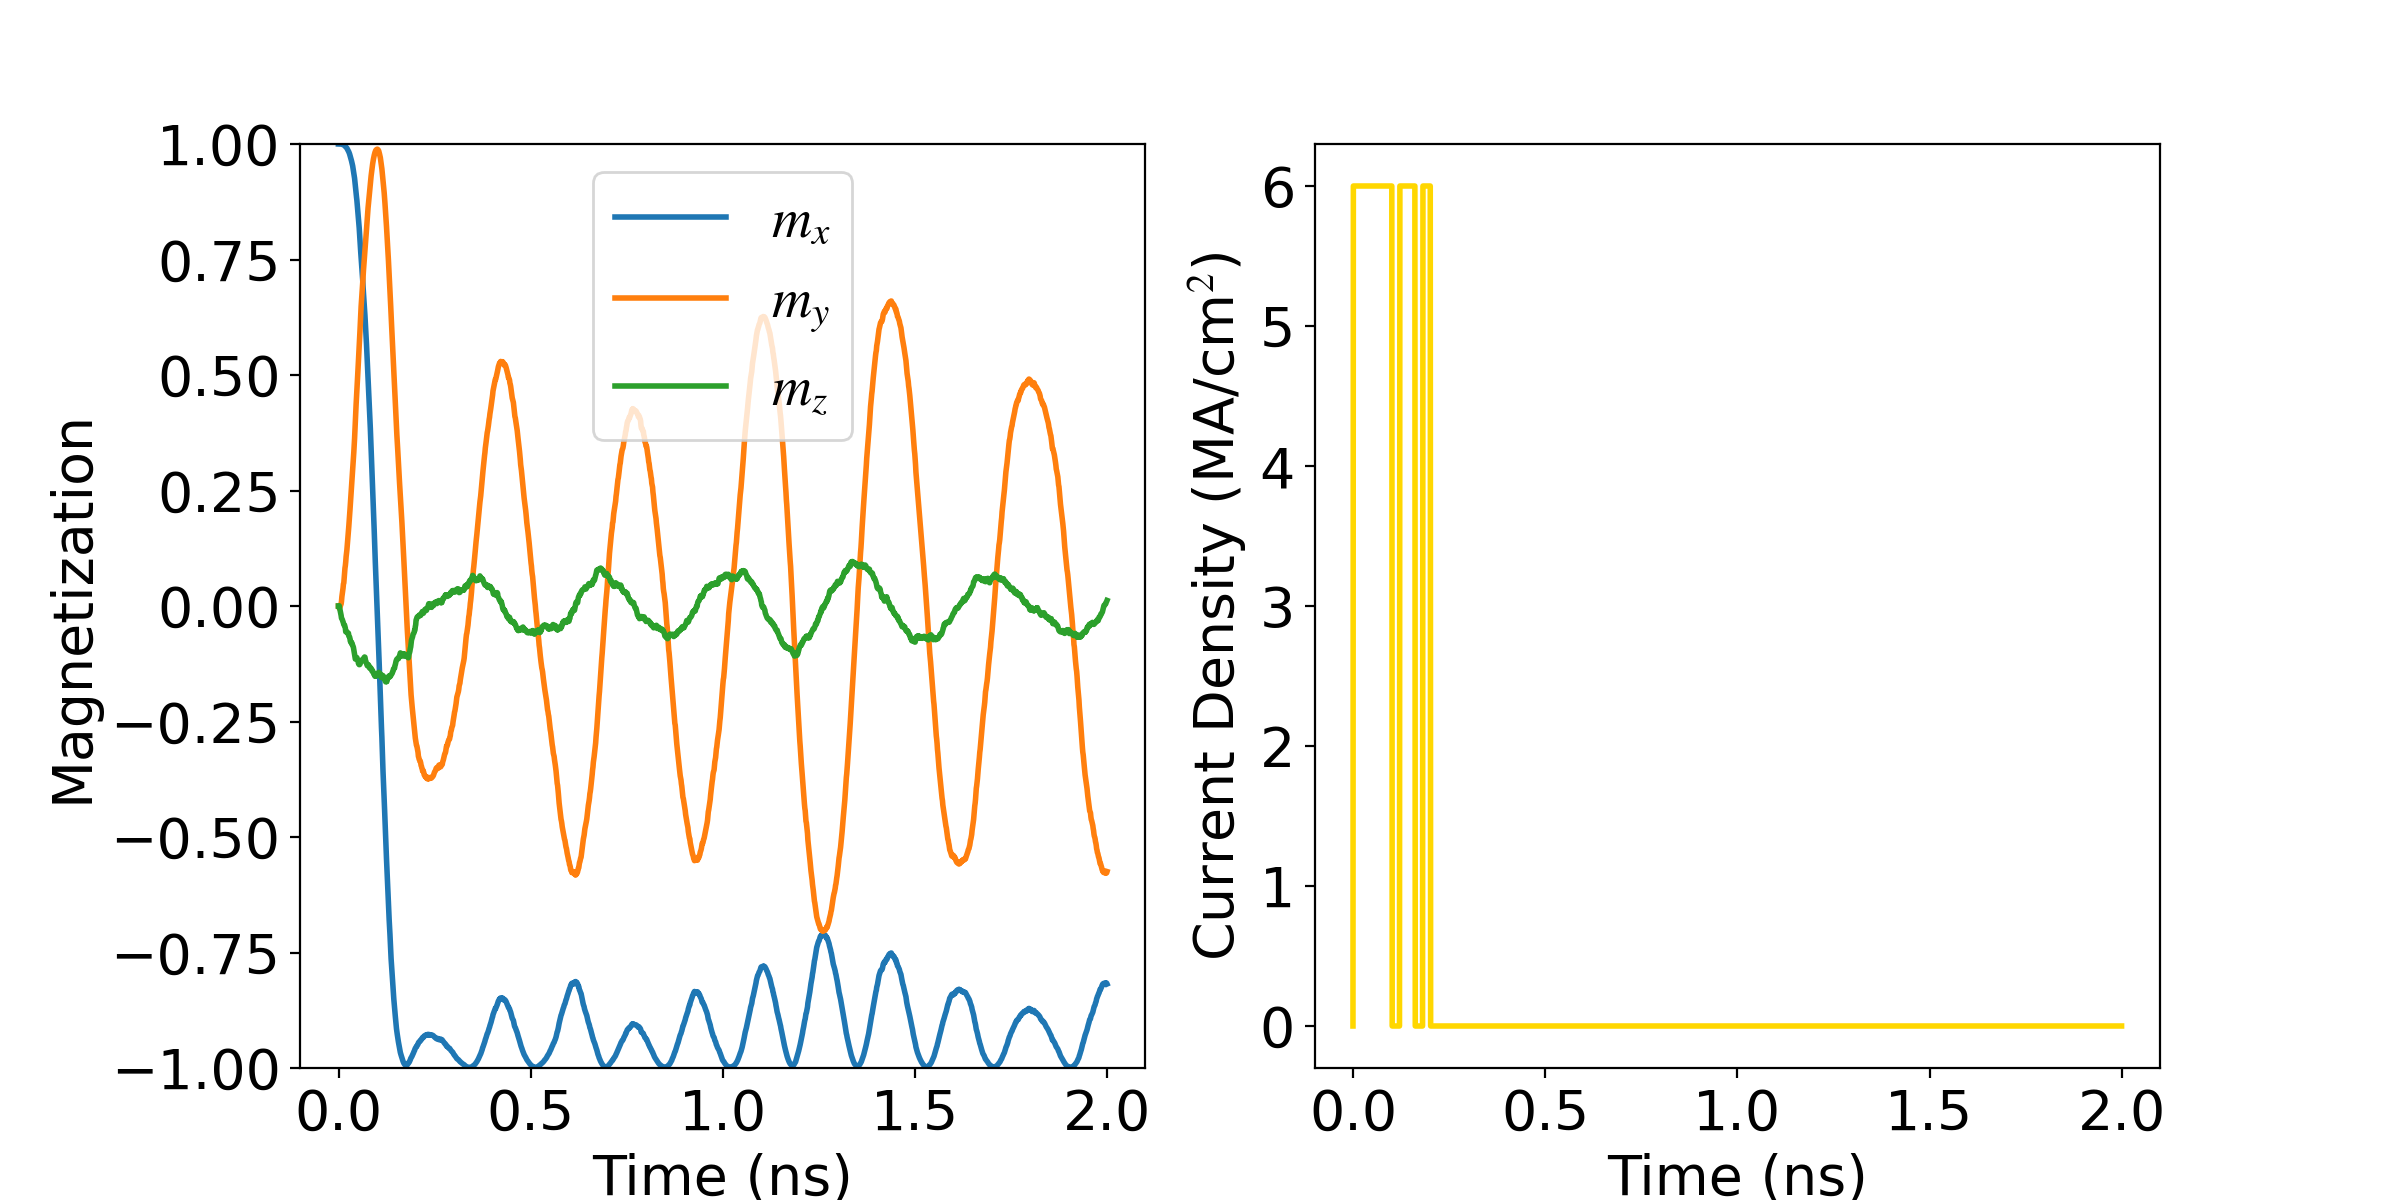 1.00
0.75
0.50
0.25
0.00
−0.25
−0.50
−0.75
−1.00
Magnetization
0.0 0.5 1.0 1.5 2.0
Time (ns)
m_x
m_y
m_z
6
5
4
3
2
1
0
Current Density (MA/cm²)
0.0 0.5 1.0 1.5 2.0
Time (ns)